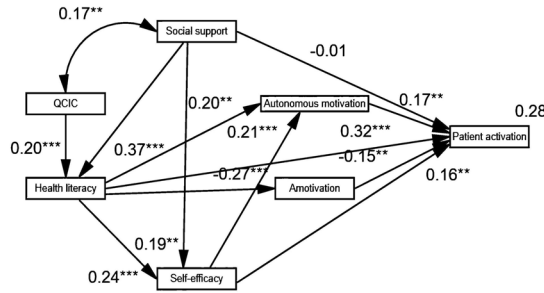 0.17**
Social support
-0.01
QCIC
0.20**
Autonomous motivation
0.17**
0.28
0.20***
0.37***
0.21***
0.32***
Patient activation
-0.15**
Health literacy
-0.27***
Amotivation
0.16**
0.19**
0.24***
Self-efficacy